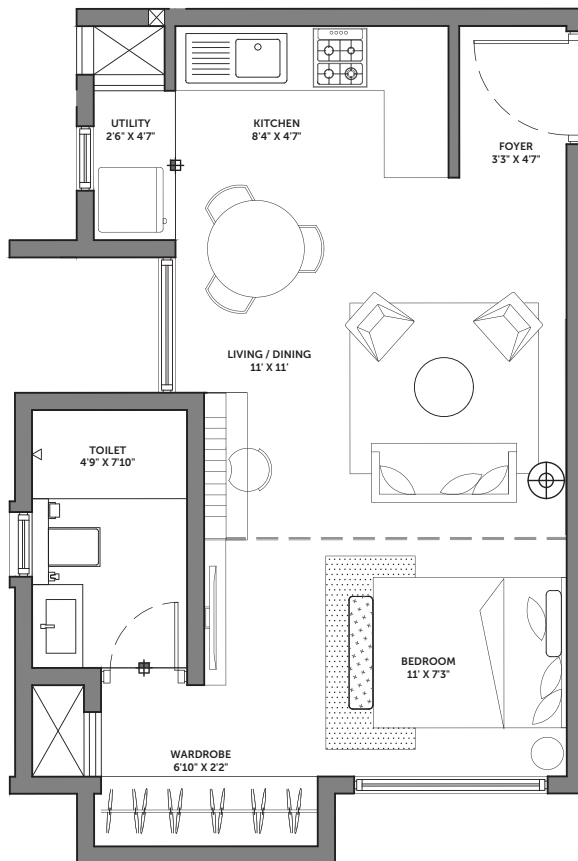 UTILITY
2'6" X 4'7"
KITCHEN
8'4" X 4'7"
FOYER
3'3" X 4'7"
LIVING / DINING
11' X 11'
TOILET
4'9" X 7'10"
BEDROOM
11' X 7'3"
WARDROBE
6'10" X 2'2"